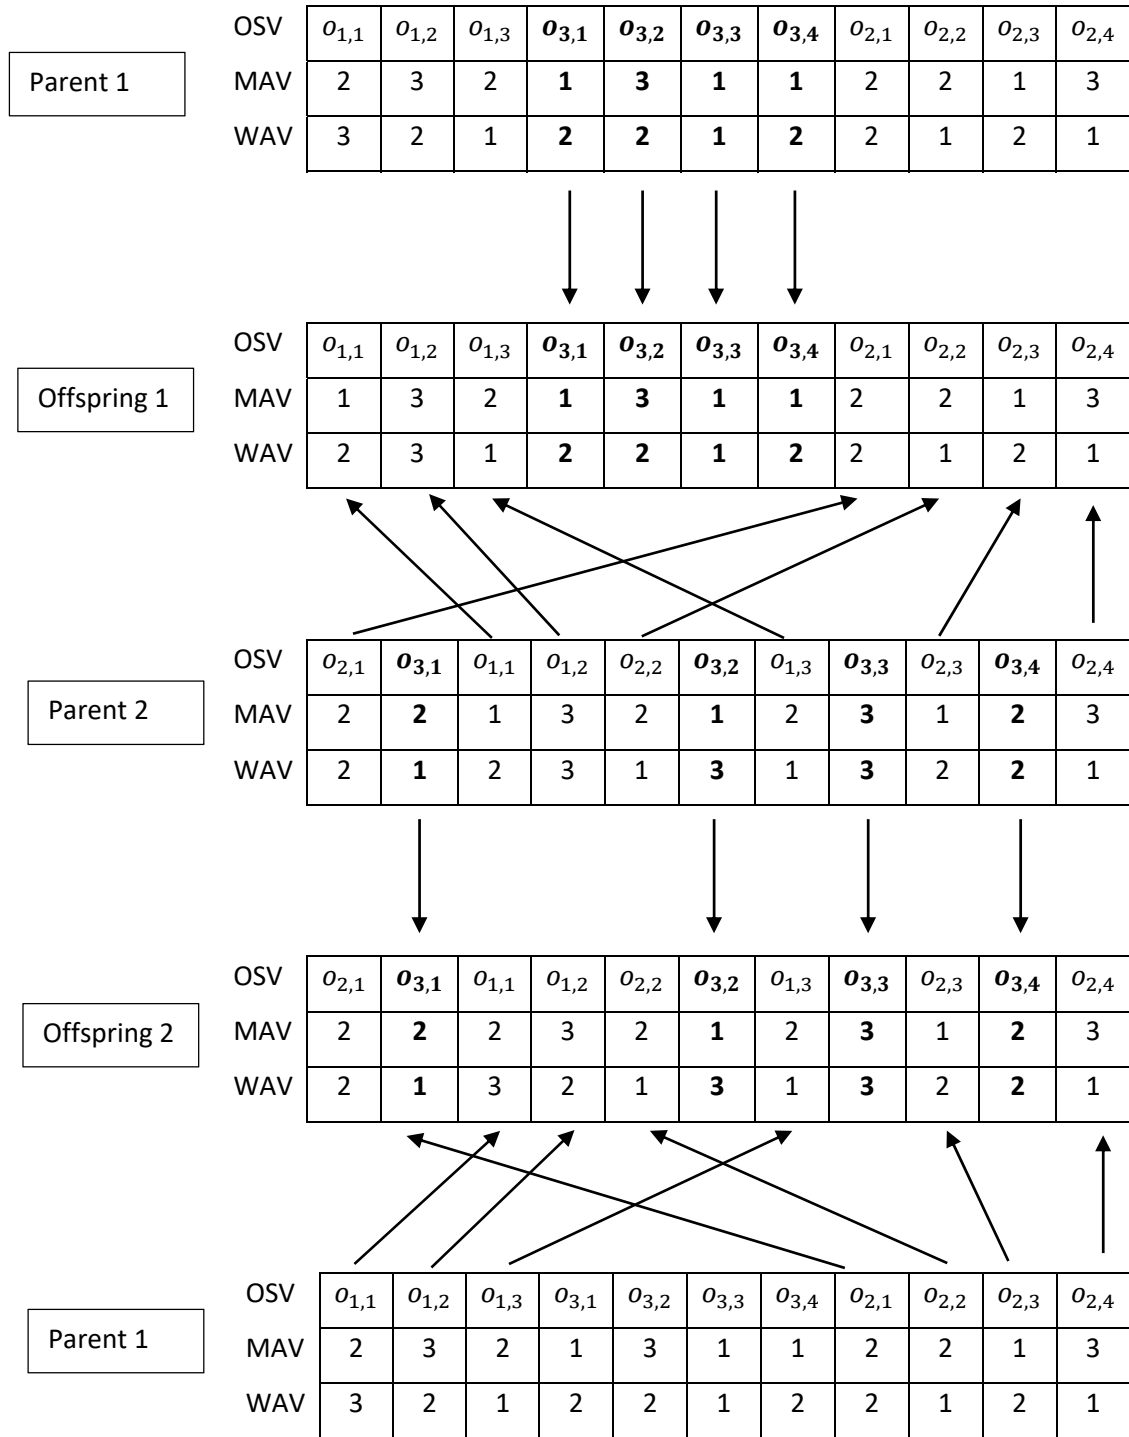 OSV o1,1 o1,2 o1,3 o3,1 o3,2 o3,3 o3,4 o2,1 o2,2 o2,3 o2,4
Parent 1
MAV 2 3 2 1 3 1 1 2 2 1 3
WAV 3 2 1 2 2 1 2 2 1 2 1
OSV o1,1 o1,2 o1,3 o3,1 o3,2 o3,3 o3,4 o2,1 o2,2 o2,3 o2,4
Offspring 1
MAV 1 3 2 1 3 1 1 2 2 1 3
WAV 2 3 1 2 2 1 2 2 1 2 1
OSV o2,1 o3,1 o1,1 o1,2 o2,2 o3,2 o1,3 o3,3 o2,3 o3,4 o2,4
Parent 2
MAV 2 2 1 3 2 1 2 3 1 2 3
WAV 2 1 2 3 1 3 1 3 2 2 1
OSV o2,1 o3,1 o1,1 o1,2 o2,2 o3,2 o1,3 o3,3 o2,3 o3,4 o2,4
Offspring 2
MAV 2 2 2 3 2 1 2 3 1 2 3
WAV 2 1 3 2 1 3 1 3 2 2 1
OSV o1,1 o1,2 o1,3 o3,1 o3,2 o3,3 o3,4 o2,1 o2,2 o2,3 o2,4
Parent 1
MAV 2 3 2 1 3 1 1 2 2 1 3
WAV 3 2 1 2 2 1 2 2 1 2 1